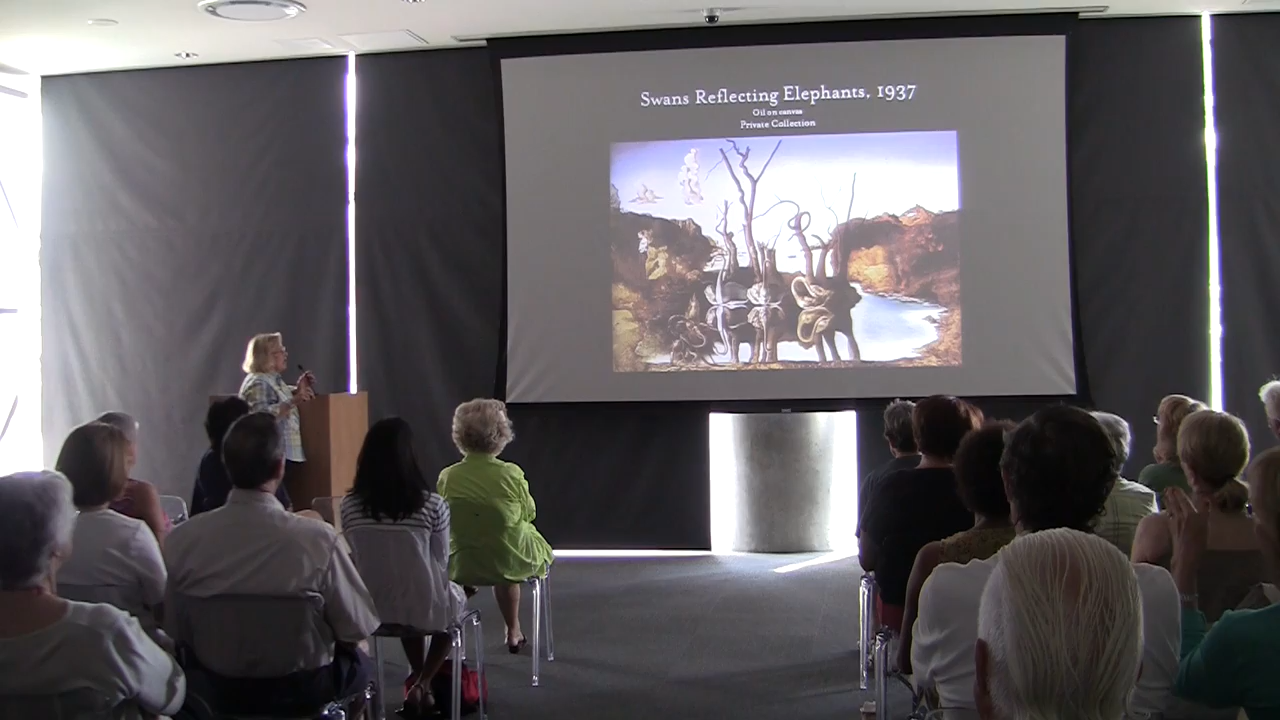 Swans Reflecting Elephants, 1937
Oil on canvas
Private Collection